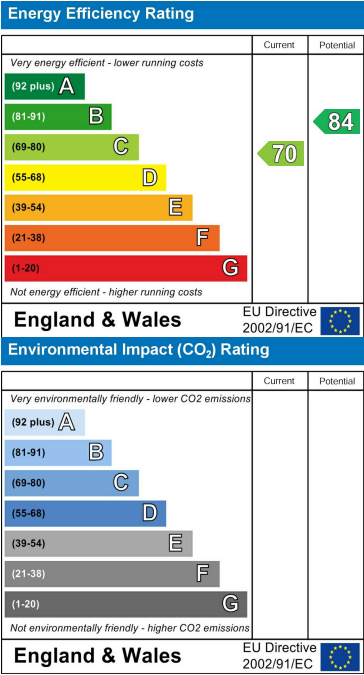 Energy Efficiency Rating
Current Potential
Very energy efficient - lower running costs
(92 plus) A
(81-91) B
84
(69-80) C
70
(55-68) D
(39-54) E
(21-38) F
(1-20) G
Not energy efficient - higher running costs
England & Wales
EU Directive
2002/91/EC
Environmental Impact (CO₂) Rating
Current Potential
Very environmentally friendly - lower CO2 emissions
(92 plus) A
(81-91) B
(69-80) C
(55-68) D
(39-54) E
(21-38) F
(1-20) G
Not environmentally friendly - higher CO2 emissions
England & Wales
EU Directive
2002/91/EC